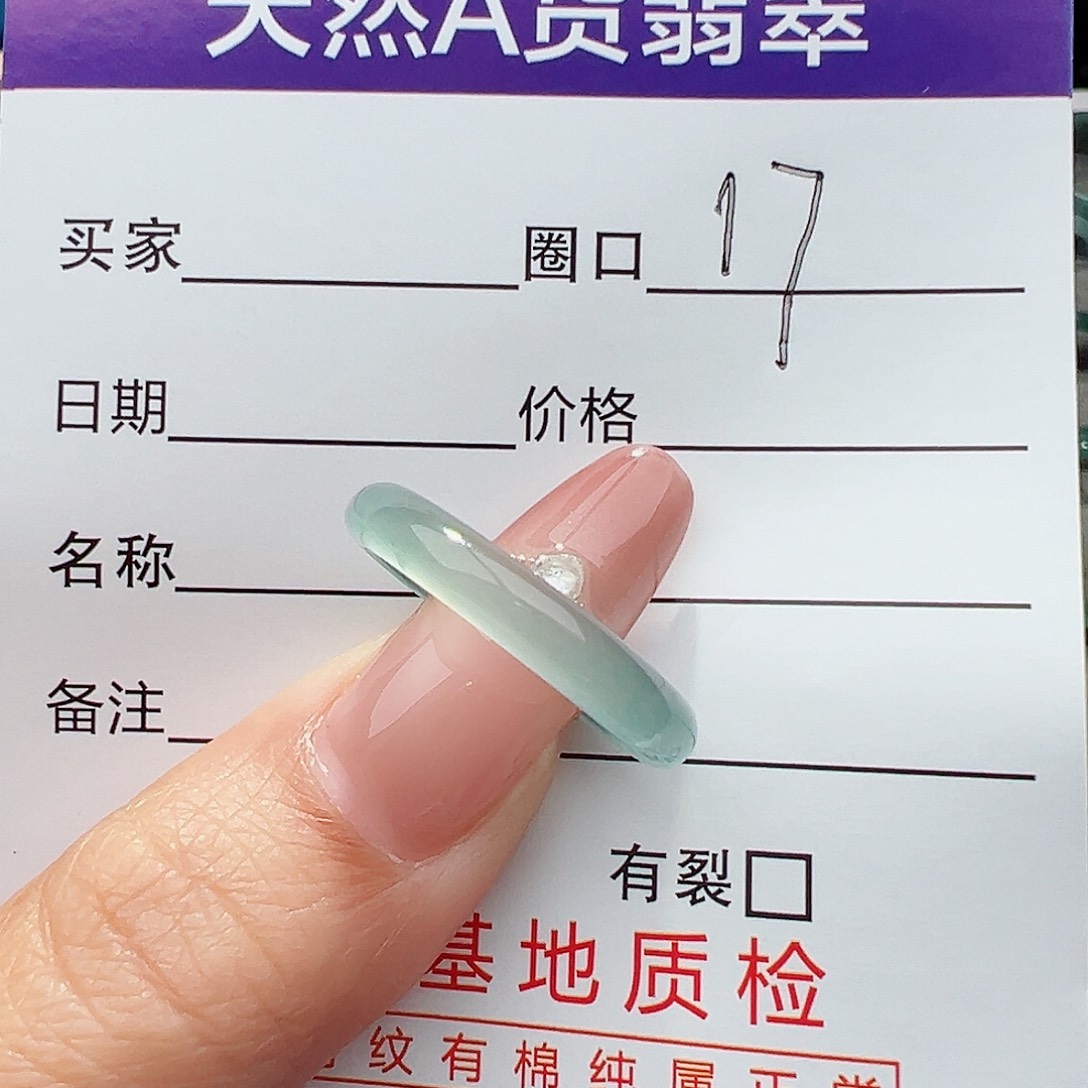 天然A货翡翠
买家 圈口 17
日期 价格
名称
备注
有裂
基地质检
纹有棉纯属正常